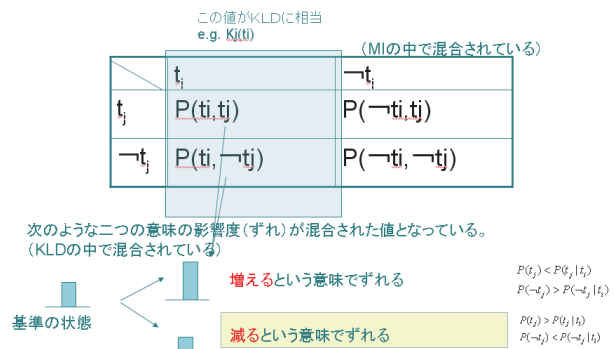 この値がKLDに相当
e.g. Kj(ti)
（MIの中で混合されている）
ti ¬ti
tj P(ti,tj) P(¬ti,tj)
¬tj P(ti,¬tj) P(¬ti,¬tj)
次のような二つの意味の影響度（ずれ）が混合された値となっている。
（KLDの中で混合されている）
増えるという意味でずれる
P(tj) < P(tj | ti)
P(¬tj) > P(¬tj | ti)
基準の状態
減るという意味でずれる
P(tj) > P(tj | ti)
P(¬tj) < P(¬tj | ti)